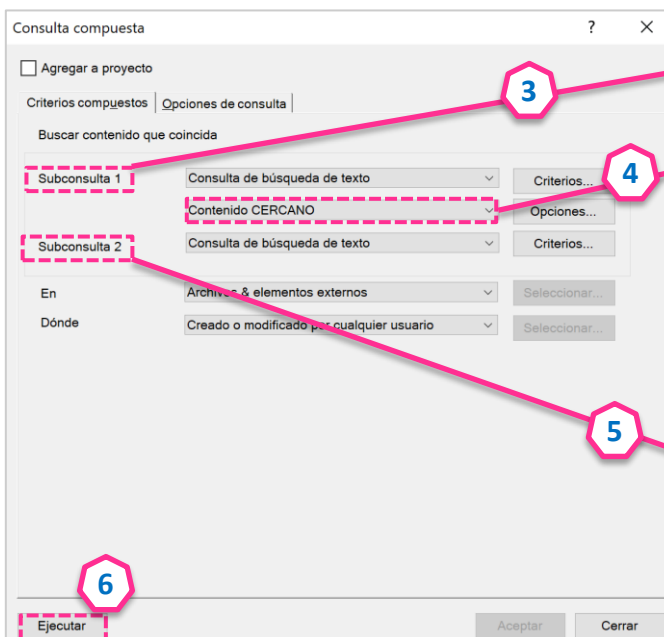 Consulta compuesta ? ×
Agregar a proyecto
3
Criterios compuestos Opciones de consulta
Buscar contenido que coincida
Subconsulta 1 Consulta de búsqueda de texto Criterios... 4
Contenido CERCANO Opciones...
Subconsulta 2 Consulta de búsqueda de texto Criterios...
En Archivos & elementos externos Seleccionar...
Dónde Creado o modificado por cualquier usuario Seleccionar...
5
6
Ejecutar Aceptar Cerrar